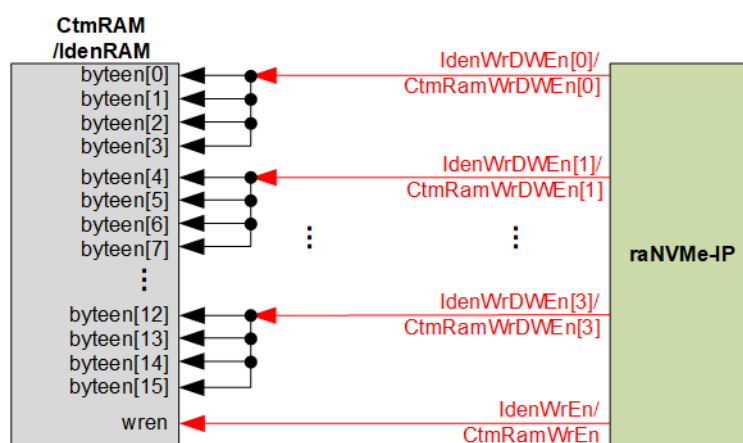 CtmRAM
/IdenRAM
byteen[0]
byteen[1]
byteen[2]
byteen[3]
byteen[4]
byteen[5]
byteen[6]
byteen[7]
byteen[12]
byteen[13]
byteen[14]
byteen[15]
wren
IdenWrDWEn[0]/
CtmRamWrDWEn[0]
IdenWrDWEn[1]/
CtmRamWrDWEn[1]
IdenWrDWEn[3]/
CtmRamWrDWEn[3]
IdenWrEn/
CtmRamWrEn
raNVMe-IP